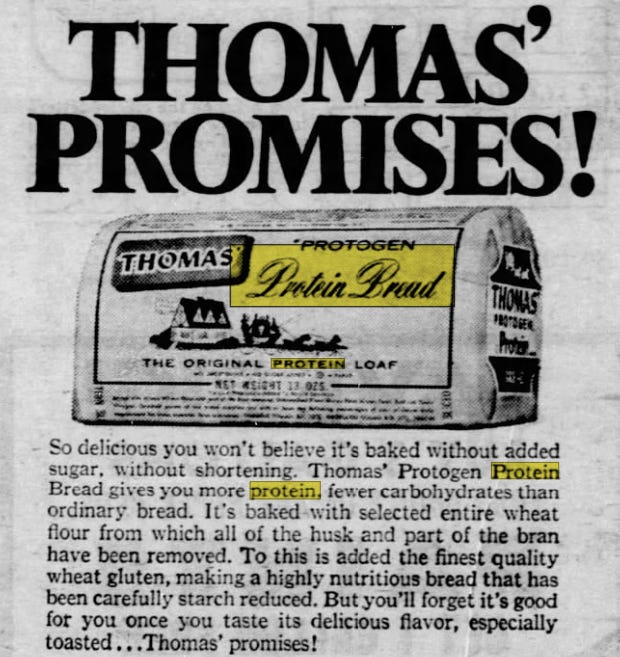 THOMAS'
PROMISES!
THOMAS'
"PROTOGEN
Protein Bread
THE ORIGINAL PROTEIN LOAF
NET WEIGHT 13 OZS.
THOMAS'
PROTOGEN
Protein
So delicious you won't believe it's baked without added
sugar, without shortening. Thomas' Protogen Protein
Bread gives you more protein, fewer carbohydrates than
ordinary bread. It's baked with selected entire wheat
flour from which all of the husk and part of the bran
have been removed. To this is added the finest quality
wheat gluten, making a highly nutritious bread that has
been carefully starch reduced. But you'll forget it's good
for you once you taste its delicious flavor, especially
toasted...Thomas' promises!